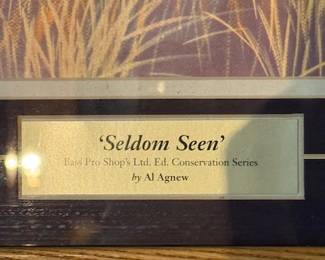 ‘Seldom Seen’
Bass Pro Shop's Ltd. Ed. Conservation Series
by Al Agnew